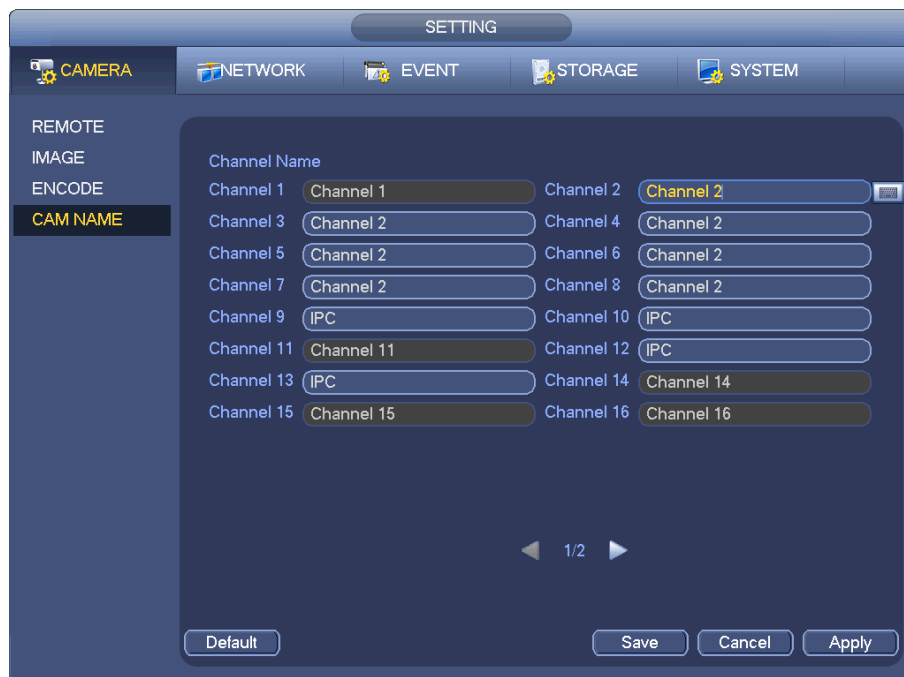 SETTING
CAMERA NETWORK EVENT STORAGE SYSTEM
REMOTE
IMAGE
ENCODE
CAM NAME
Channel Name
Channel 1 Channel 1 Channel 2 Channel 2
Channel 3 Channel 2 Channel 4 Channel 2
Channel 5 Channel 2 Channel 6 Channel 2
Channel 7 Channel 2 Channel 8 Channel 2
Channel 9 IPC Channel 10 IPC
Channel 11 Channel 11 Channel 12 IPC
Channel 13 IPC Channel 14 Channel 14
Channel 15 Channel 15 Channel 16 Channel 16
1/2
Default Save Cancel Apply